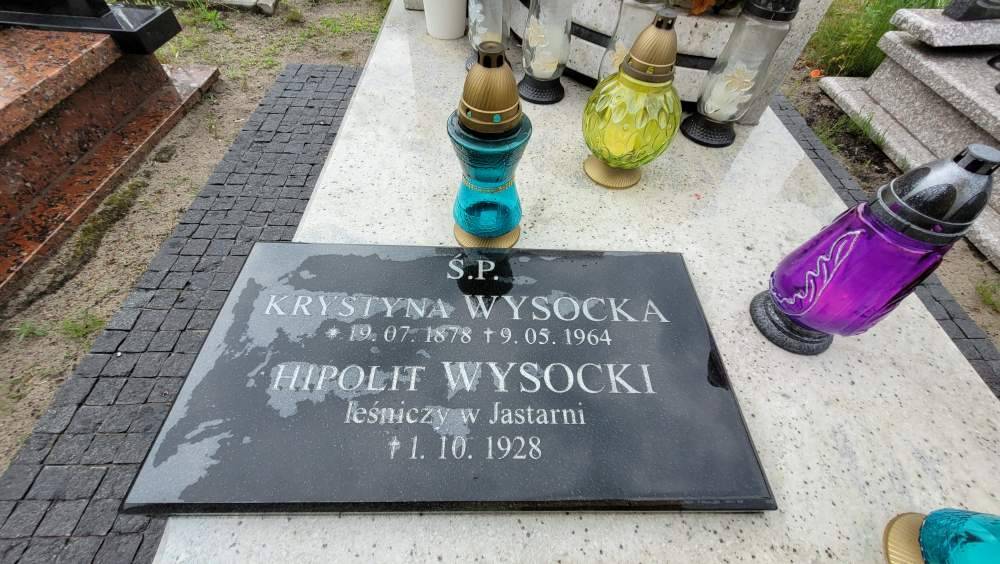 Ś.P.
KRYSTYNA WYSOCKA
* 19. 07. 1878 † 9. 05. 1964
HIPOLIT WYSOCKI
leśniczy w Jastarni
† 1. 10. 1928